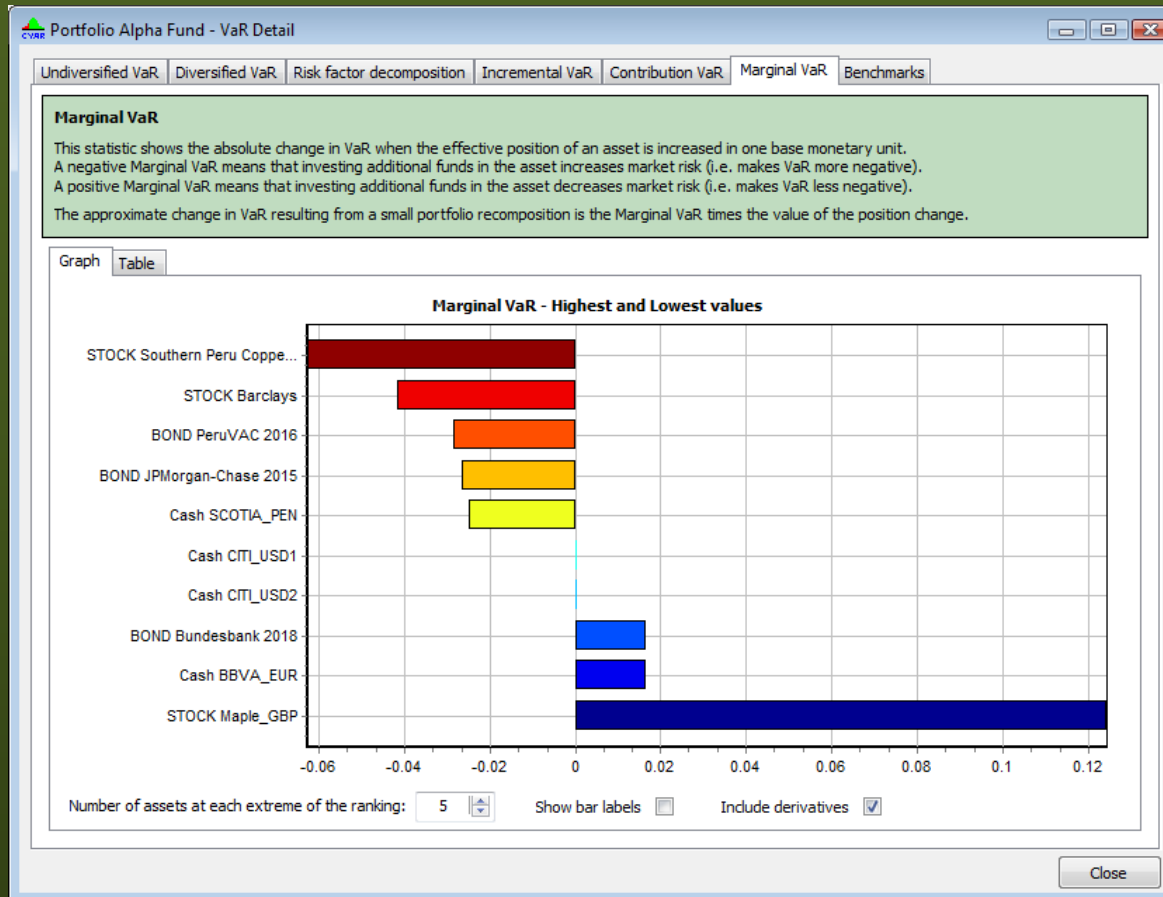 CVAR Portfolio Alpha Fund - VaR Detail
Undiversified VaR Diversified VaR Risk factor decomposition Incremental VaR Contribution VaR Marginal VaR Benchmarks
Marginal VaR
This statistic shows the absolute change in VaR when the effective position of an asset is increased in one base monetary unit.
A negative Marginal VaR means that investing additional funds in the asset increases market risk (i.e. makes VaR more negative).
A positive Marginal VaR means that investing additional funds in the asset decreases market risk (i.e. makes VaR less negative).
The approximate change in VaR resulting from a small portfolio recomposition is the Marginal VaR times the value of the position change.
Graph Table
Marginal VaR - Highest and Lowest values
STOCK Southern Peru Coppe...
STOCK Barclays
BOND PeruVAC 2016
BOND JPMorgan-Chase 2015
Cash SCOTIA_PEN
Cash CITI_USD1
Cash CITI_USD2
BOND Bundesbank 2018
Cash BBVA_EUR
STOCK Maple_GBP
-0.06 -0.04 -0.02 0 0.02 0.04 0.06 0.08 0.1 0.12
Number of assets at each extreme of the ranking: 5 Show bar labels Include derivatives
Close